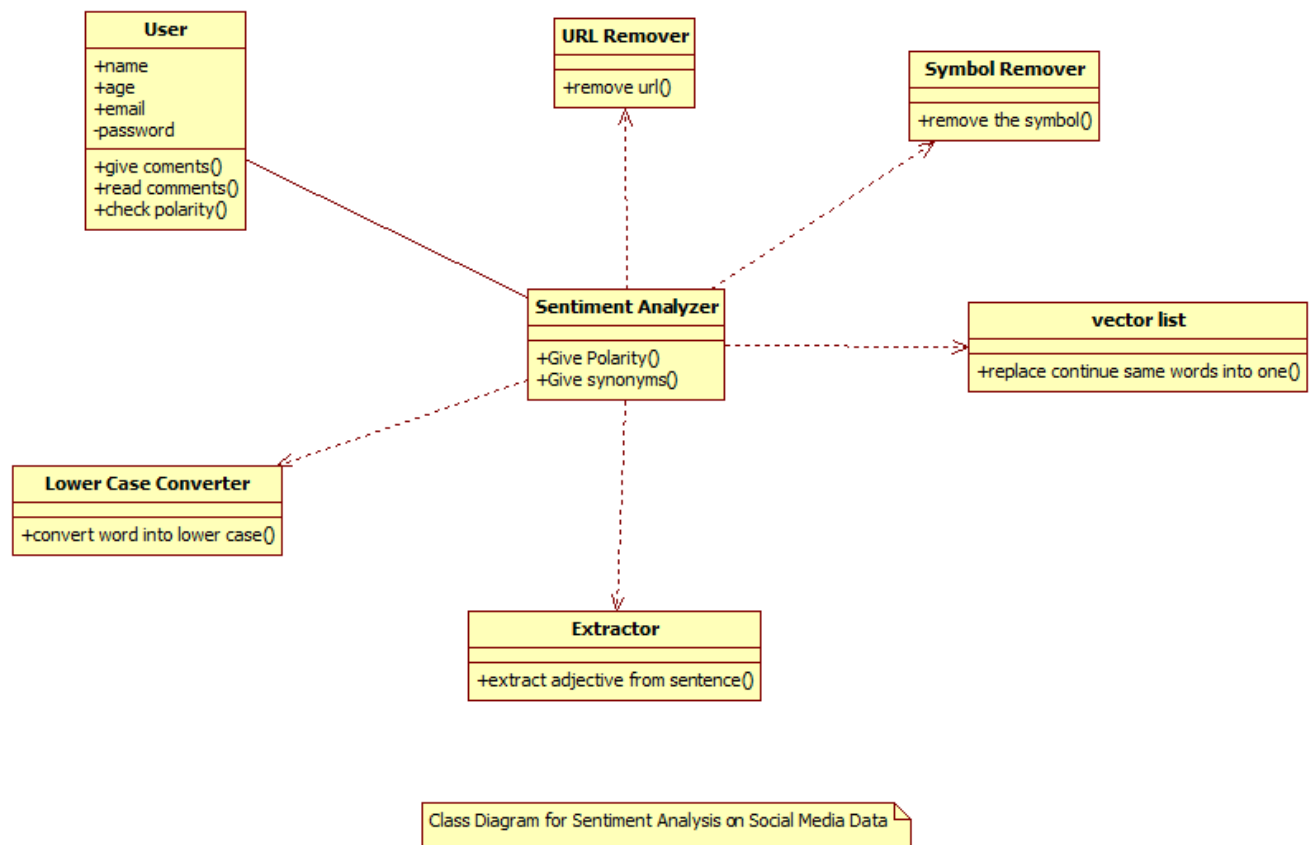 User
+name
+age
+email
-password
+give coments()
+read comments()
+check polarity()
URL Remover
+remove url()
Symbol Remover
+remove the symbol()
Sentiment Analyzer
+Give Polarity()
+Give synonyms()
vector list
+replace continue same words into one()
Lower Case Converter
+convert word into lower case()
Extractor
+extract adjective from sentence()
Class Diagram for Sentiment Analysis on Social Media Data